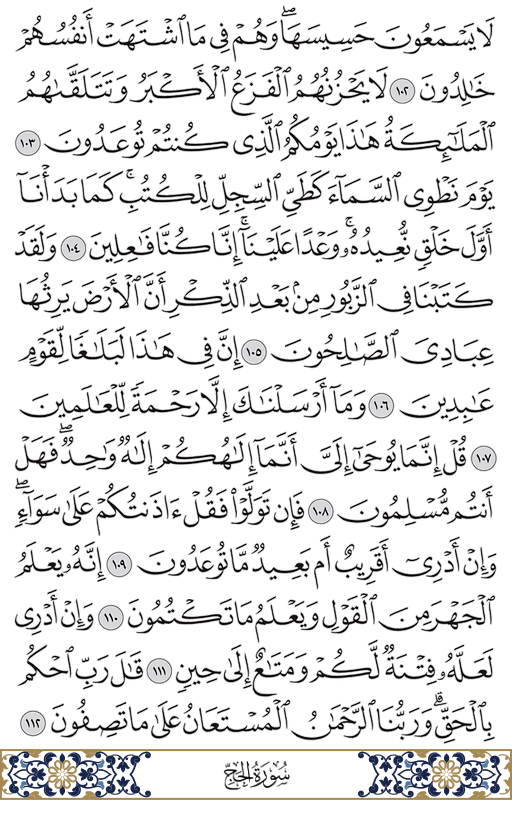 لَا يَسۡمَعُونَ حَسِيسَهَاۖ وَهُمۡ فِي مَا ٱشۡتَهَتۡ أَنفُسُهُمۡ
خَٰلِدُونَ ١٠٢ لَا يَحۡزُنُهُمُ ٱلۡفَزَعُ ٱلۡأَكۡبَرُ وَتَتَلَقَّىٰهُمُ
ٱلۡمَلَٰٓئِكَةُ هَٰذَا يَوۡمُكُمُ ٱلَّذِي كُنتُمۡ تُوعَدُونَ ١٠٣
يَوۡمَ نَطۡوِي ٱلسَّمَآءَ كَطَيِّ ٱلسِّجِلِّ لِلۡكُتُبِۚ كَمَا بَدَأۡنَآ
أَوَّلَ خَلۡقٖ نُّعِيدُهُۥۚ وَعۡدًا عَلَيۡنَآۚ إِنَّا كُنَّا فَٰعِلِينَ ١٠٤ وَلَقَدۡ
كَتَبۡنَا فِي ٱلزَّبُورِ مِنۢ بَعۡدِ ٱلذِّكۡرِ أَنَّ ٱلۡأَرۡضَ يَرِثُهَا
عِبَادِيَ ٱلصَّٰلِحُونَ ١٠٥ إِنَّ فِي هَٰذَا لَبَلَٰغٗا لِّقَوۡمٍ
عَٰبِدِينَ ١٠٦ وَمَآ أَرۡسَلۡنَٰكَ إِلَّا رَحۡمَةٗ لِّلۡعَٰلَمِينَ
١٠٧ قُلۡ إِنَّمَا يُوحَىٰٓ إِلَيَّ أَنَّمَآ إِلَٰهُكُمۡ إِلَٰهٞ وَٰحِدٞۖ فَهَلۡ
أَنتُم مُّسۡلِمُونَ ١٠٨ فَإِن تَوَلَّوۡاْ فَقُلۡ ءَاذَنتُكُمۡ عَلَىٰ سَوَآءٖۖ
وَإِنۡ أَدۡرِيٓ أَقَرِيبٌ أَم بَعِيدٞ مَّا تُوعَدُونَ ١٠٩ إِنَّهُۥ يَعۡلَمُ
ٱلۡجَهۡرَ مِنَ ٱلۡقَوۡلِ وَيَعۡلَمُ مَا تَكۡتُمُونَ ١١٠ وَإِنۡ أَدۡرِي
لَعَلَّهُۥ فِتۡنَةٞ لَّكُمۡ وَمَتَٰعٌ إِلَىٰ حِينٖ ١١١ قَٰلَ رَبِّ ٱحۡكُم
بِٱلۡحَقِّۗ وَرَبُّنَا ٱلرَّحۡمَٰنُ ٱلۡمُسۡتَعَانُ عَلَىٰ مَا تَصِفُونَ ١١٢
سُورَةُ الحَجِّ